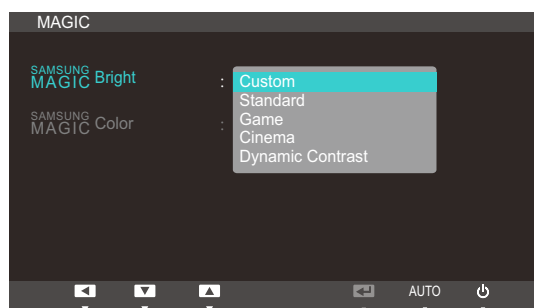 MAGIC
SAMSUNG
MAGIC Bright : Custom
Standard
Game
Cinema
Dynamic Contrast
SAMSUNG
MAGIC Color :
AUTO